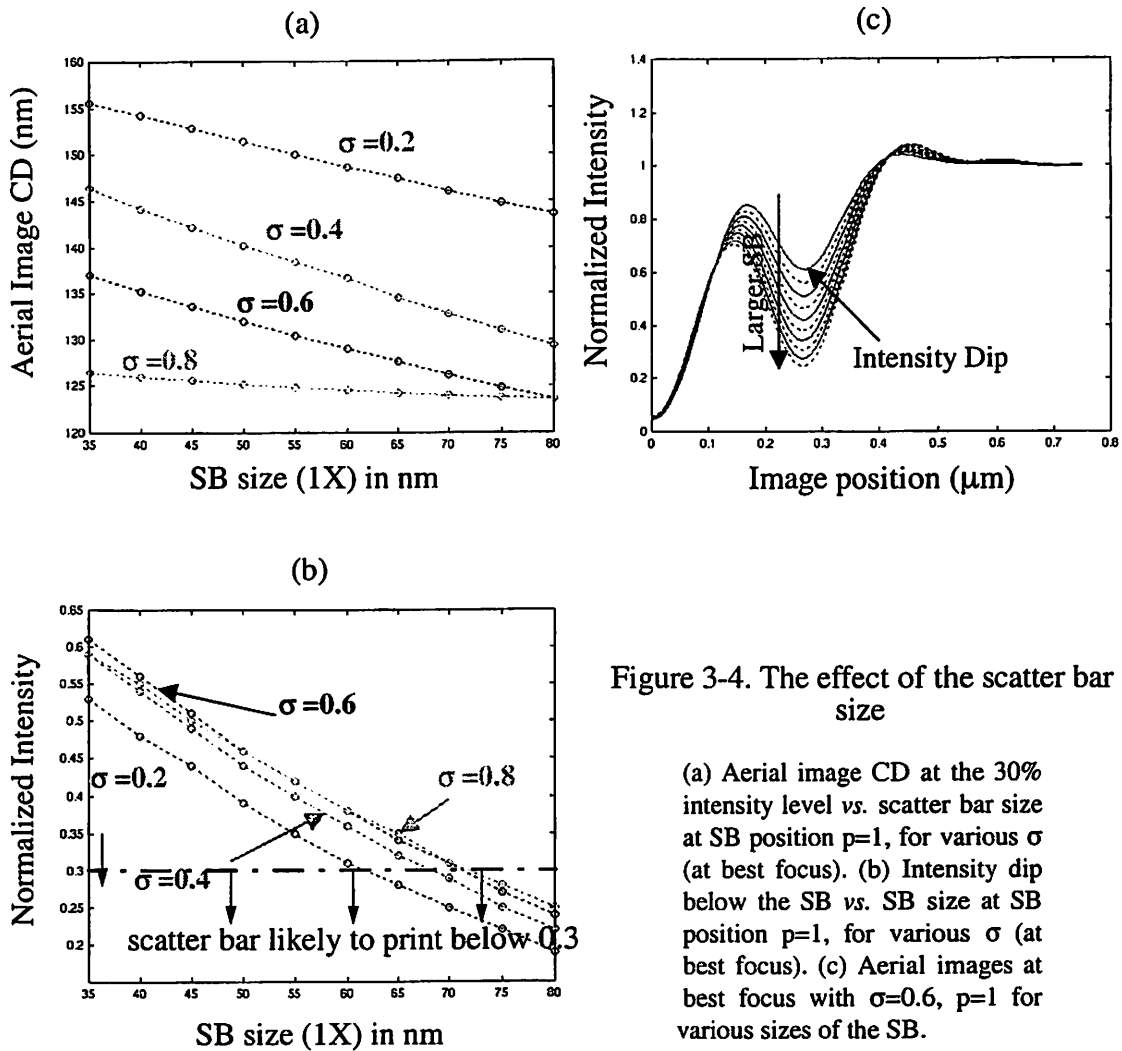 (a)
160
155
150
145
140
135
130
125
120
Aerial Image CD (nm)
σ =0.2
σ =0.4
σ =0.6
σ =0.8
35 40 45 50 55 60 65 70 75 80
SB size (1X) in nm
(c)
1.4
1.2
1
0.8
0.6
0.4
0.2
0
Normalized Intensity
Larger SB
Intensity Dip
0 0.1 0.2 0.3 0.4 0.5 0.6 0.7 0.8
Image position (μm)
(b)
0.65
0.6
0.55
0.5
0.45
0.4
0.35
0.3
0.25
0.2
Normalized Intensity
σ =0.6
σ =0.2
σ =0.8
σ =0.4
scatter bar likely to print below 0.3
35 40 45 50 55 60 65 70 75 80
SB size (1X) in nm
Figure 3-4. The effect of the scatter bar
size
(a) Aerial image CD at the 30%
intensity level vs. scatter bar size
at SB position p=1, for various σ
(at best focus). (b) Intensity dip
below the SB vs. SB size at SB
position p=1, for various σ (at
best focus). (c) Aerial images at
best focus with σ=0.6, p=1 for
various sizes of the SB.